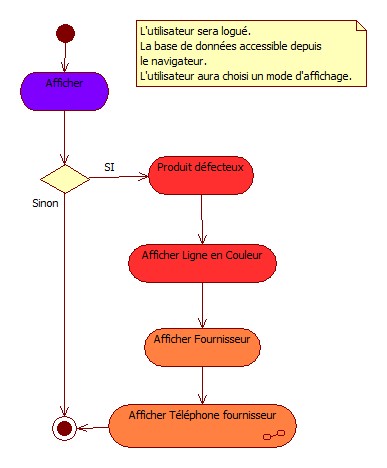 L'utilisateur sera logué.
La base de données accessible depuis
le navigateur.
L'utilisateur aura choisi un mode d'affichage.
Afficher
SI
Produit défecteux
Sinon
Afficher Ligne en Couleur
Afficher Fournisseur
Afficher Téléphone fournisseur